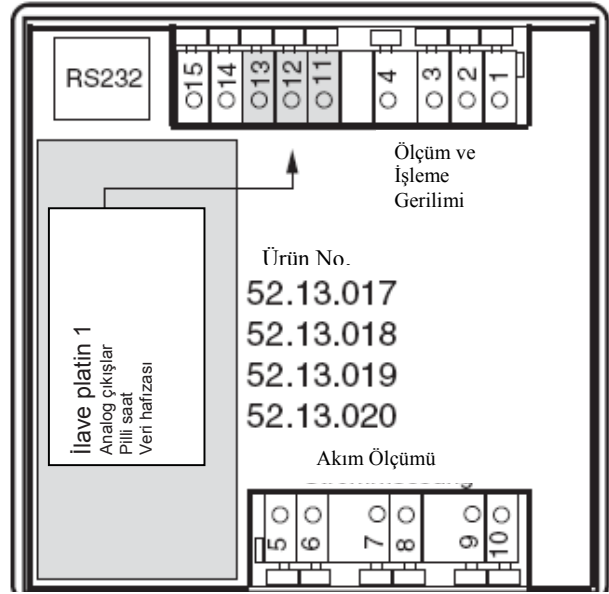 RS232
15 14 13 12 11 4 3 2 1
Ölçüm ve
İşleme
Gerilimi
İlave platin 1
Analog çıkışlar
Pilli saat
Veri hafızası
Ürün No.
52.13.017
52.13.018
52.13.019
52.13.020
Akım Ölçümü
5 6 7 8 9 10